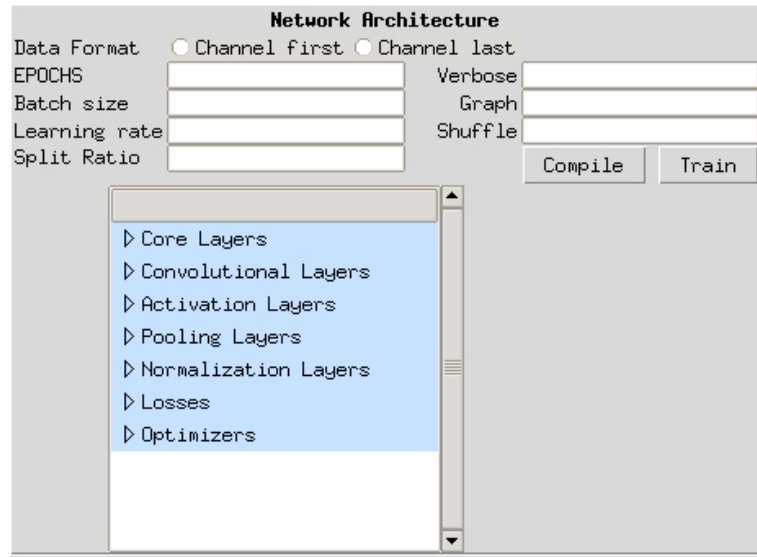 Network Architecture
Data Format Channel first Channel last
EPOCHS Verbose
Batch size Graph
Learning rate Shuffle
Split Ratio Compile Train
Core Layers
Convolutional Layers
Activation Layers
Pooling Layers
Normalization Layers
Losses
Optimizers